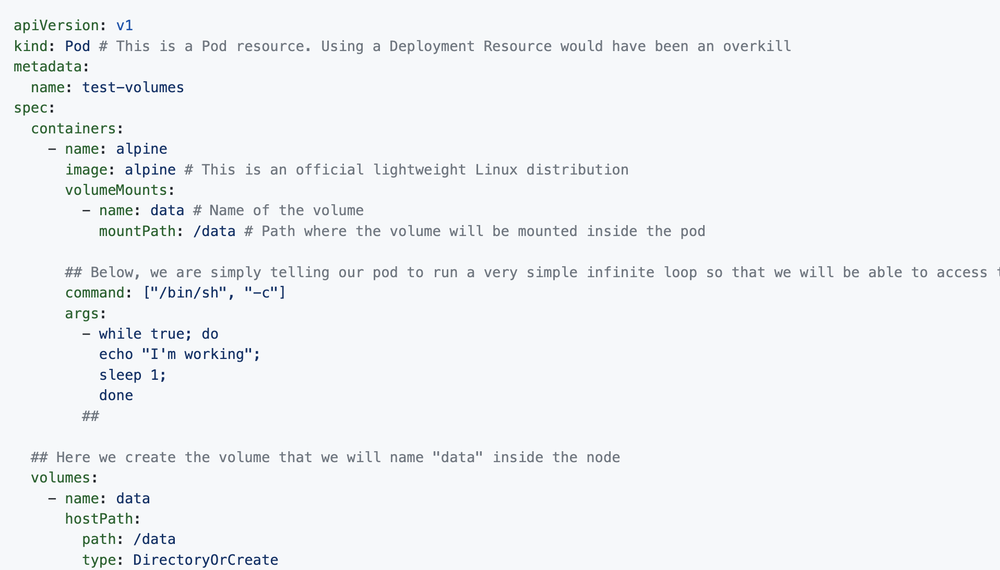 apiVersion: v1
kind: Pod # This is a Pod resource. Using a Deployment Resource would have been an overkill
metadata:
  name: test-volumes
spec:
  containers:
    - name: alpine
      image: alpine # This is an official lightweight Linux distribution
      volumeMounts:
        - name: data # Name of the volume
          mountPath: /data # Path where the volume will be mounted inside the pod

      ## Below, we are simply telling our pod to run a very simple infinite loop so that we will be able to access
      command: ["/bin/sh", "-c"]
      args:
        - while true; do
          echo "I'm working";
          sleep 1;
          done
        ##

  ## Here we create the volume that we will name "data" inside the node
  volumes:
    - name: data
      hostPath:
        path: /data
        type: DirectoryOrCreate